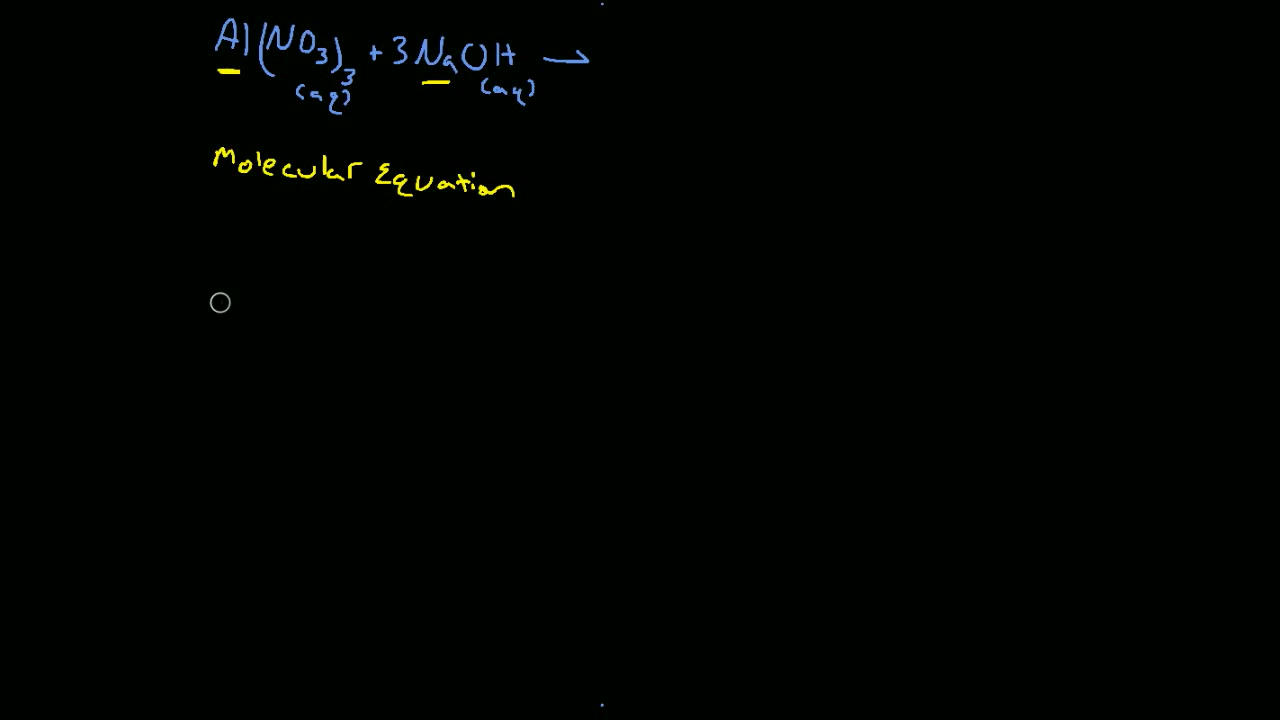 Al(NO₃)₃ + 3NaOH →
(aq) (aq)
Molecular Equation